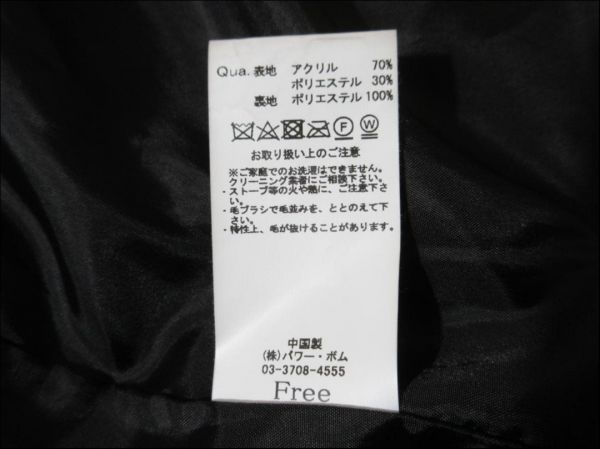 Qua. 表地 アクリル 70%
ポリエステル 30%
裏地 ポリエステル 100%
F W
お取り扱い上のご注意
※ご家庭でのお洗濯はできません。
クリーニング業者にご相談下さい。
・ストーブ等の火や熱に、ご注意下さ
い。
・毛ブラシで毛並みを、ととのえて下
さい。
・特性上、毛が抜けることがあります。
中国製
(株)パワー・ボム
03-3708-4555
Free